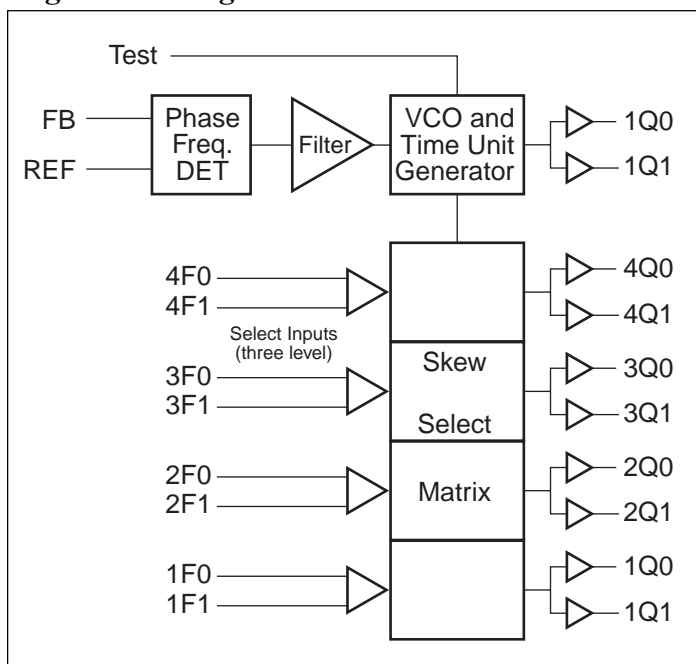 Test
FB
REF
Phase
Freq.
DET
Filter
VCO and
Time Unit
Generator
1Q0
1Q1
4F0
4F1
4Q0
4Q1
Select Inputs
(three level)
3F0
3F1
Skew
Select
3Q0
3Q1
2F0
2F1
Matrix
2Q0
2Q1
1F0
1F1
1Q0
1Q1